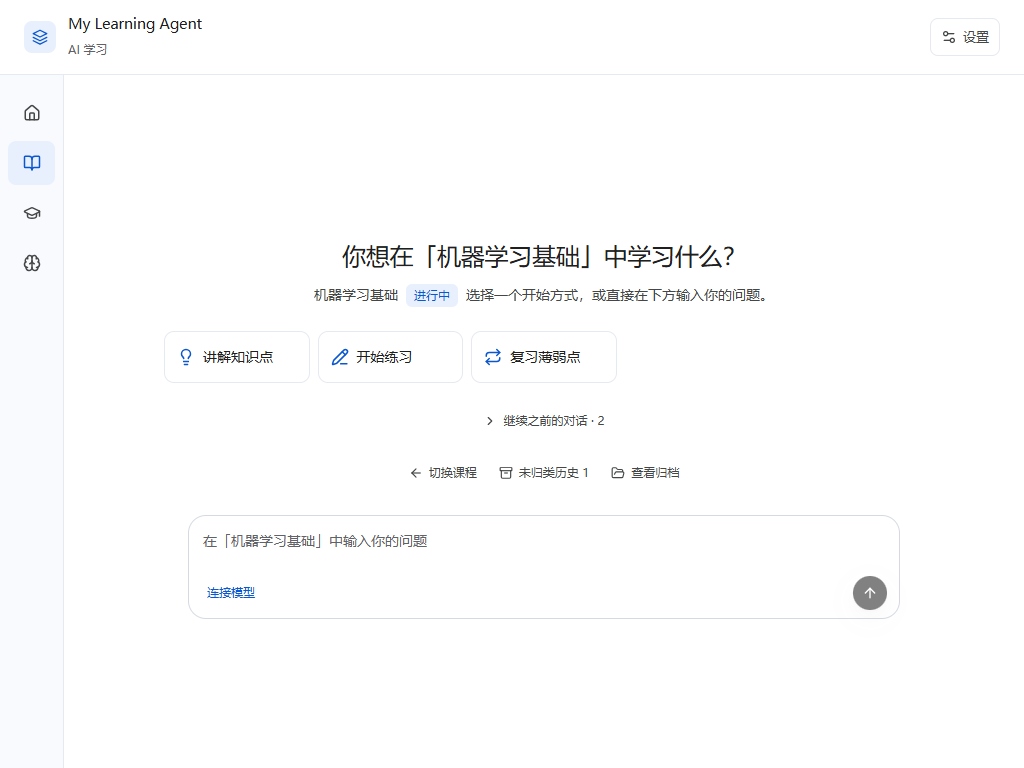 My Learning Agent
AI 学习
设置
你想在「机器学习基础」中学习什么?
机器学习基础 进行中 选择一个开始方式，或直接在下方输入你的问题。
讲解知识点 开始练习 复习薄弱点
继续之前的对话 · 2
切换课程 未归类历史 1 查看归档
在「机器学习基础」中输入你的问题
连接模型